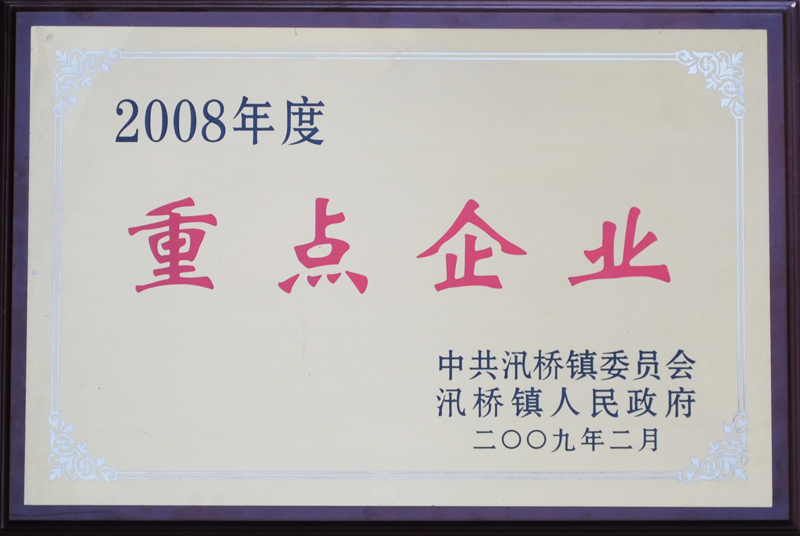 2008年度
重点企业
中共汛桥镇委员会
汛桥镇人民政府
二〇〇九年二月